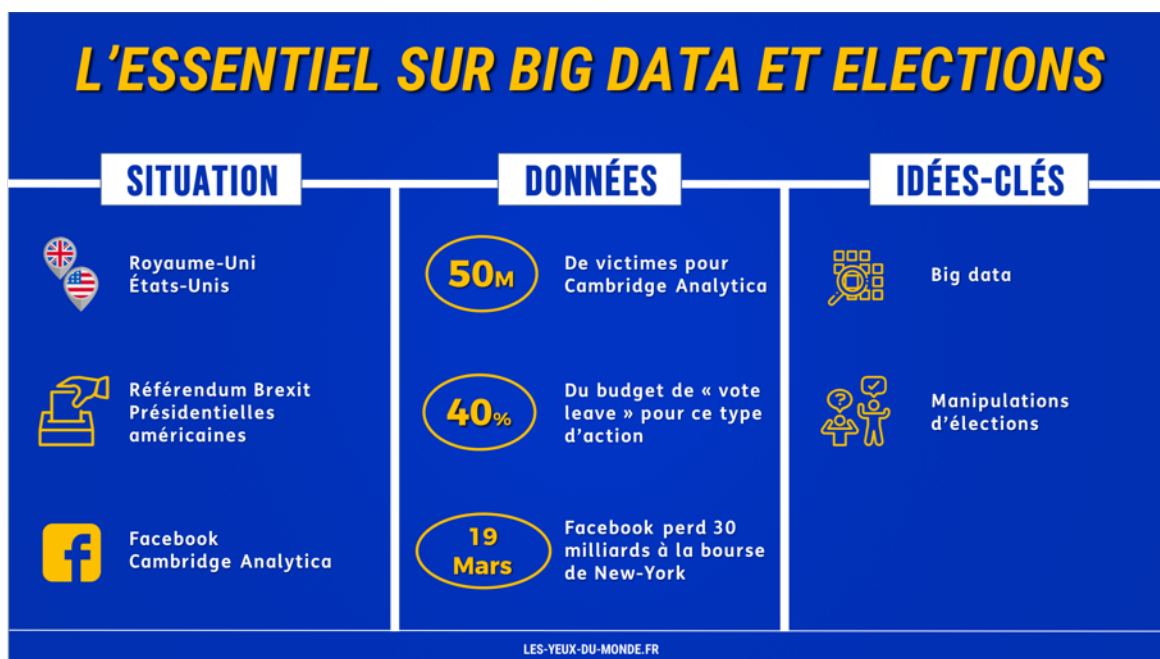 L'ESSENTIEL SUR BIG DATA ET ELECTIONS
SITUATION
Royaume-Uni
États-Unis
Référendum Brexit
Présidentielles
américaines
Facebook
Cambridge Analytica
DONNÉES
50M
De victimes pour
Cambridge Analytica
40%
Du budget de « vote
leave » pour ce type
d'action
19
Mars
Facebook perd 30
milliards à la bourse
de New-York
IDÉES-CLÉS
Big data
Manipulations
d'élections
LES-YEUX-DU-MONDE.FR